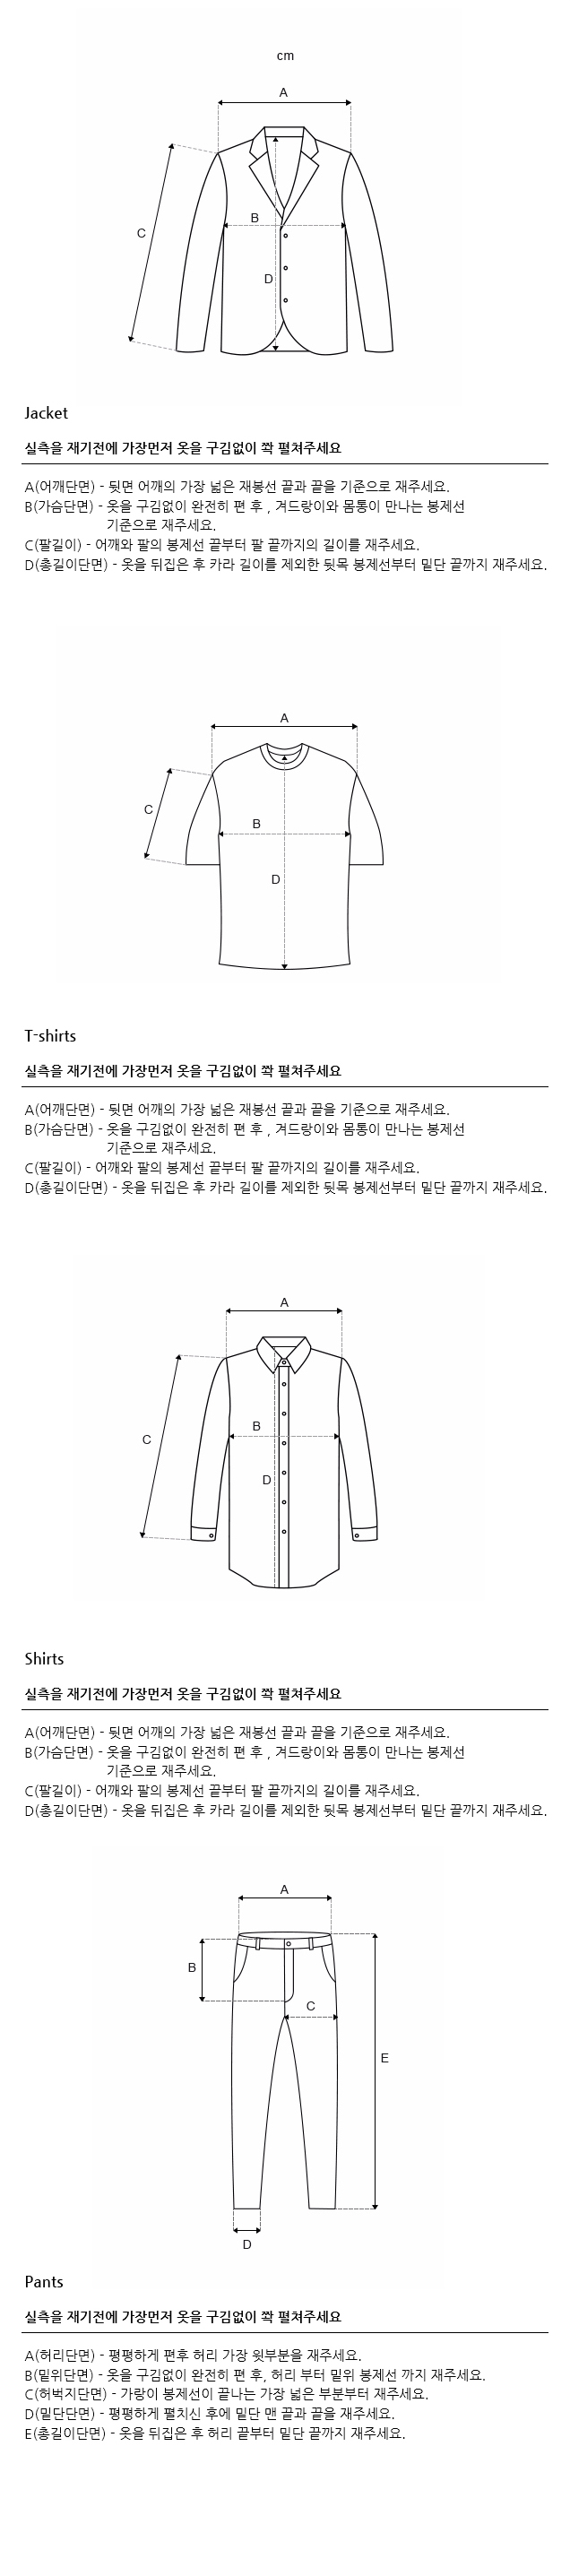 cm
A
C
B
D
Jacket
실측을 재기전에 가장먼저 옷을 구김없이 쫙 펼쳐주세요
A(어깨단면) - 뒷면 어깨의 가장 넓은 재봉선 끝과 끝을 기준으로 재주세요.
B(가슴단면) - 옷을 구김없이 완전히 편 후 , 겨드랑이와 몸통이 만나는 봉제선
기준으로 재주세요.
C(팔길이) - 어깨와 팔의 봉제선 끝부터 팔 끝까지의 길이를 재주세요.
D(총길이단면) - 옷을 뒤집은 후 카라 길이를 제외한 뒷목 봉제선부터 밑단 끝까지 재주세요.
A
C
B
D
T-shirts
실측을 재기전에 가장먼저 옷을 구김없이 쫙 펼쳐주세요
A(어깨단면) - 뒷면 어깨의 가장 넓은 재봉선 끝과 끝을 기준으로 재주세요.
B(가슴단면) - 옷을 구김없이 완전히 편 후 , 겨드랑이와 몸통이 만나는 봉제선
기준으로 재주세요.
C(팔길이) - 어깨와 팔의 봉제선 끝부터 팔 끝까지의 길이를 재주세요.
D(총길이단면) - 옷을 뒤집은 후 카라 길이를 제외한 뒷목 봉제선부터 밑단 끝까지 재주세요.
A
B
C
D
Shirts
실측을 재기전에 가장먼저 옷을 구김없이 쫙 펼쳐주세요
A(어깨단면) - 뒷면 어깨의 가장 넓은 재봉선 끝과 끝을 기준으로 재주세요.
B(가슴단면) - 옷을 구김없이 완전히 편 후 , 겨드랑이와 몸통이 만나는 봉제선
기준으로 재주세요.
C(팔길이) - 어깨와 팔의 봉제선 끝부터 팔 끝까지의 길이를 재주세요.
D(총길이단면) - 옷을 뒤집은 후 카라 길이를 제외한 뒷목 봉제선부터 밑단 끝까지 재주세요.
A
B
C
E
D
Pants
실측을 재기전에 가장먼저 옷을 구김없이 쫙 펼쳐주세요
A(허리단면) - 평평하게 편후 허리 가장 윗부분을 재주세요.
B(밑위단면) - 옷을 구김없이 완전히 편 후, 허리 부터 밑위 봉제선 까지 재주세요.
C(허벅지단면) - 가랑이 봉제선이 끝나는 가장 넓은 부분부터 재주세요.
D(밑단단면) - 평평하게 펼치신 후에 밑단 맨 끝과 끝을 재주세요.
E(총길이단면) - 옷을 뒤집은 후 허리 끝부터 밑단 끝까지 재주세요.